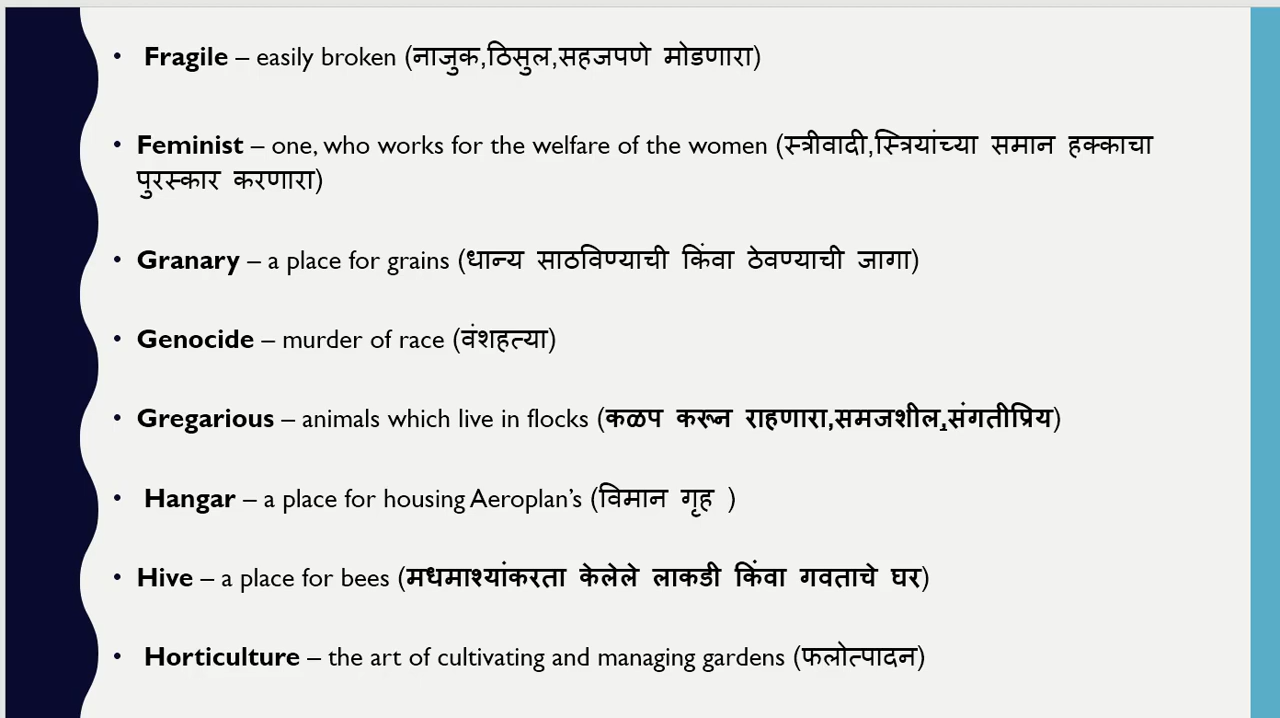 • Fragile – easily broken (नाजुक,ठिसुल,सहजपणे मोडणारा)
• Feminist – one, who works for the welfare of the women (स्त्रीवादी,स्त्रियांच्या समान हक्काचा
पुरस्कार करणारा)
• Granary – a place for grains (धान्य साठविण्याची किंवा ठेवण्याची जागा)
• Genocide – murder of race (वंशहत्या)
• Gregarious – animals which live in flocks (कळप करून राहणारा,समजशील,संगतीप्रिय)
• Hangar – a place for housing Aeroplan’s (विमान गृह )
• Hive – a place for bees (मधमाश्यांकरता केलेले लाकडी किंवा गवताचे घर)
• Horticulture – the art of cultivating and managing gardens (फलोत्पादन)